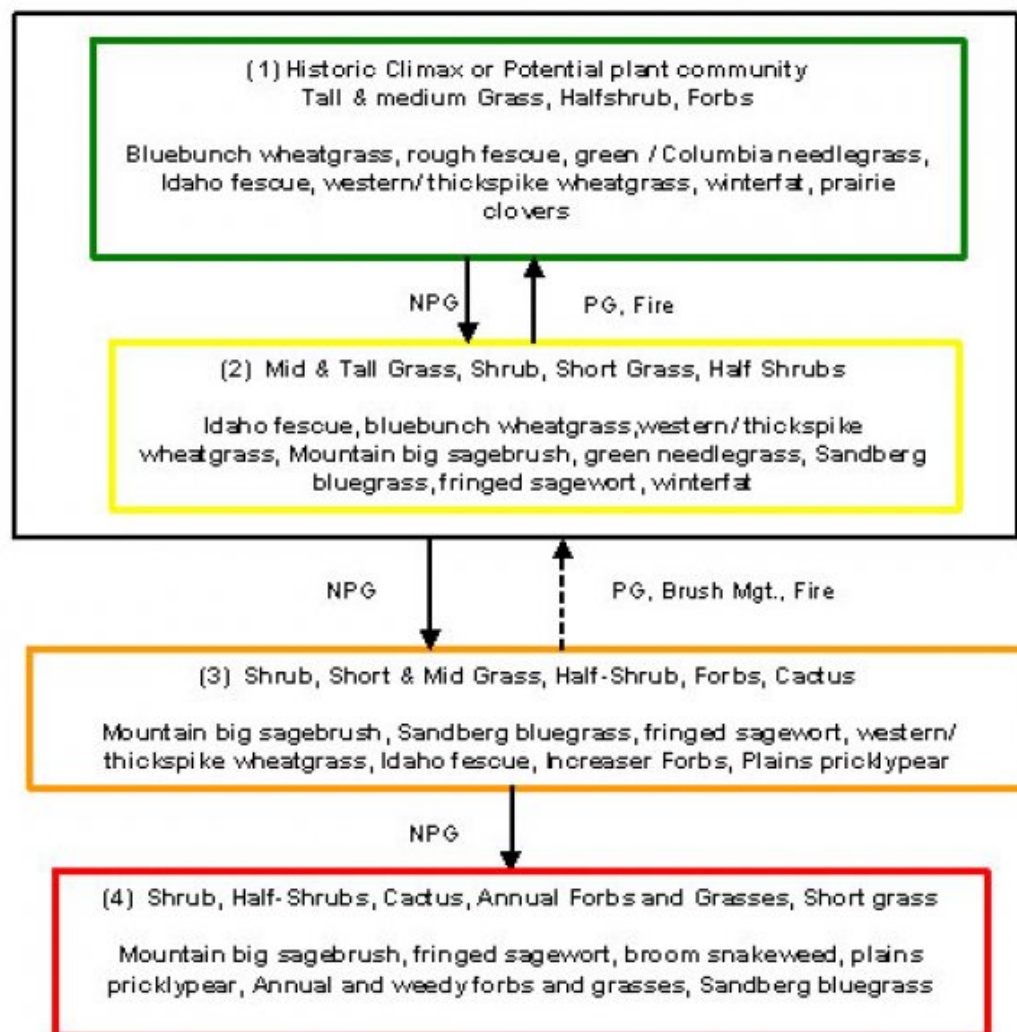 (1) Historic Climax or Potential plant community
Tall & medium Grass, Halfshrub, Forbs
Bluebunch wheatgrass, rough fescue, green / Columbia needlegrass,
Idaho fescue, western/ thickspike wheatgrass, winterfat, prairie
clovers
NPG
PG, Fire
(2) Mid & Tall Grass, Shrub, Short Grass, Half Shrubs
Idaho fescue, bluebunch wheatgrass,western/ thickspike
wheatgrass, Mountain big sagebrush, green needlegrass, Sandberg
bluegrass, fringed sagewort, winterfat
NPG
PG, Brush Mgt., Fire
(3) Shrub, Short & Mid Grass, Half-Shrub, Forbs, Cactus
Mountain big sagebrush, Sandberg bluegrass, fringed sagewort, western/
thickspike wheatgrass, Idaho fescue, Increaser Forbs, Plains pricklypear
NPG
(4) Shrub, Half-Shrubs, Cactus, Annual Forbs and Grasses, Short grass
Mountain big sagebrush, fringed sagewort, broom snakeweed, plains
pricklypear, Annual and weedy forbs and grasses, Sandberg bluegrass